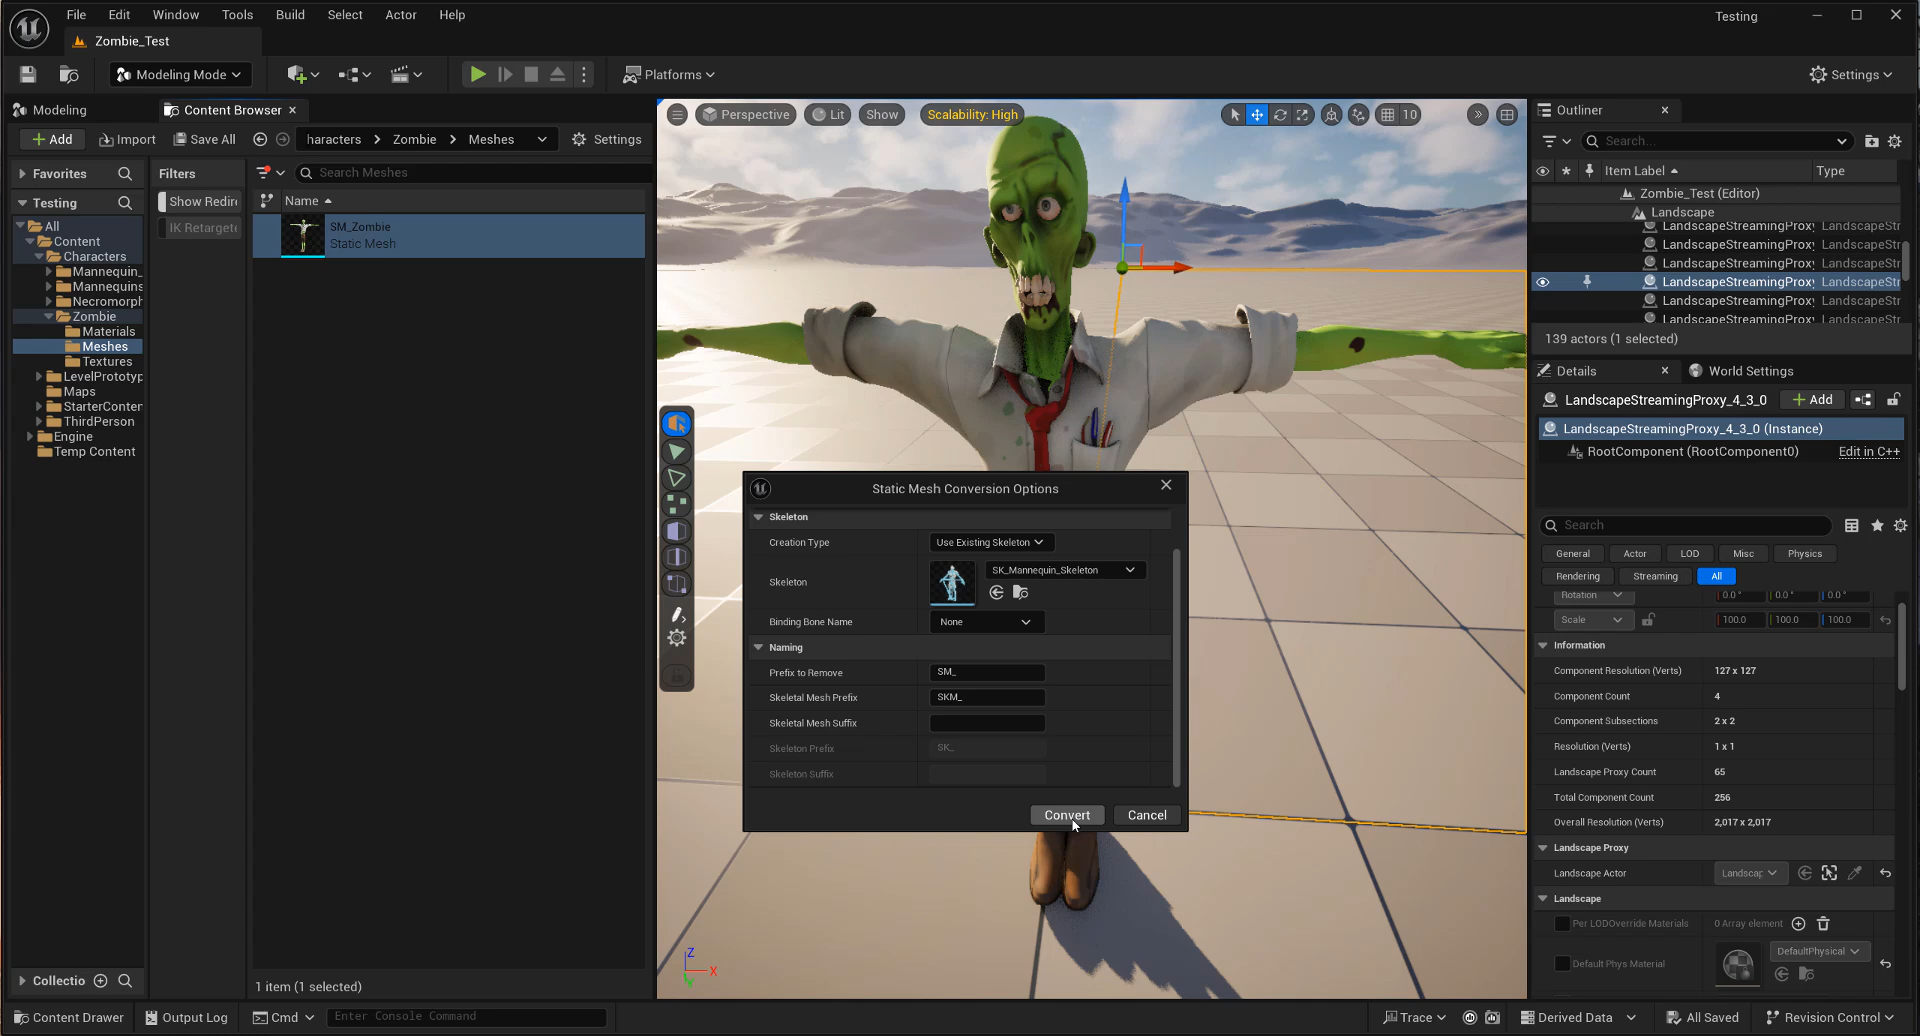 File Edit Window Tools Build Select Actor Help
Testing
Zombie_Test
Modeling Mode
Platforms
Settings
Modeling
Content Browser
Add
Import
Save All
haracters > Zombie > Meshes
Settings
Favorites
Testing
All
Content
Characters
Mannequin_
Mannequins
Necromorph
Zombie
Materials
Meshes
Textures
LevelPrototyp
Maps
StarterConten
ThirdPerson
Engine
Temp Content
Collectio
Filters
Show Redire
IK Retargete
Search Meshes
Name
SM_Zombie
Static Mesh
1 item (1 selected)
Perspective
Lit
Show
Scalability: High
10
Static Mesh Conversion Options
Skeleton
Creation Type
Use Existing Skeleton
Skeleton
SK_Mannequin_Skeleton
Binding Bone Name
None
Naming
Prefix to Remove
SM_
Skeletal Mesh Prefix
SKM_
Skeletal Mesh Suffix
Skeleton Prefix
SK_
Skeleton Suffix
Convert
Cancel
Z
X
Y
Outliner
Search...
Item Label
Type
Zombie_Test (Editor)
Landscape
LandscapeStreamingProxy LandscapeStr
LandscapeStreamingProxy LandscapeStr
LandscapeStreamingProxy LandscapeStr
LandscapeStreamingProxy LandscapeStr
LandscapeStreamingProxy LandscapeStr
LandscapeStreamingProxy LandscapeStr
139 actors (1 selected)
Details
World Settings
LandscapeStreamingProxy_4_3_0
Add
LandscapeStreamingProxy_4_3_0 (Instance)
RootComponent (RootComponent0)
Edit in C++
Search
General Actor LOD Misc Physics
Rendering Streaming All
Rotation 0.0° 0.0° 0.0°
Scale 100.0 100.0 100.0
Information
Component Resolution (Verts) 127 x 127
Component Count 4
Component Subsections 2 x 2
Resolution (Verts) 1 x 1
Landscape Proxy Count 65
Total Component Count 256
Overall Resolution (Verts) 2,017 x 2,017
Landscape Proxy
Landscape Actor
Landscap
Landscape
Per LODOverride Materials
0 Array element
DefaultPhysical
Default Phys Material
Content Drawer
Output Log
Cmd
Enter Console Command
Trace
Derived Data
All Saved
Revision Control